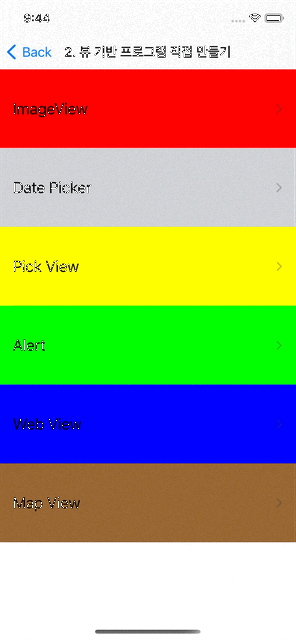 9:44
Back
2. 뷰 기반 프로그램 직접 만들기
ImageView
Date Picker
Pick View
Alert
Web View
Map View